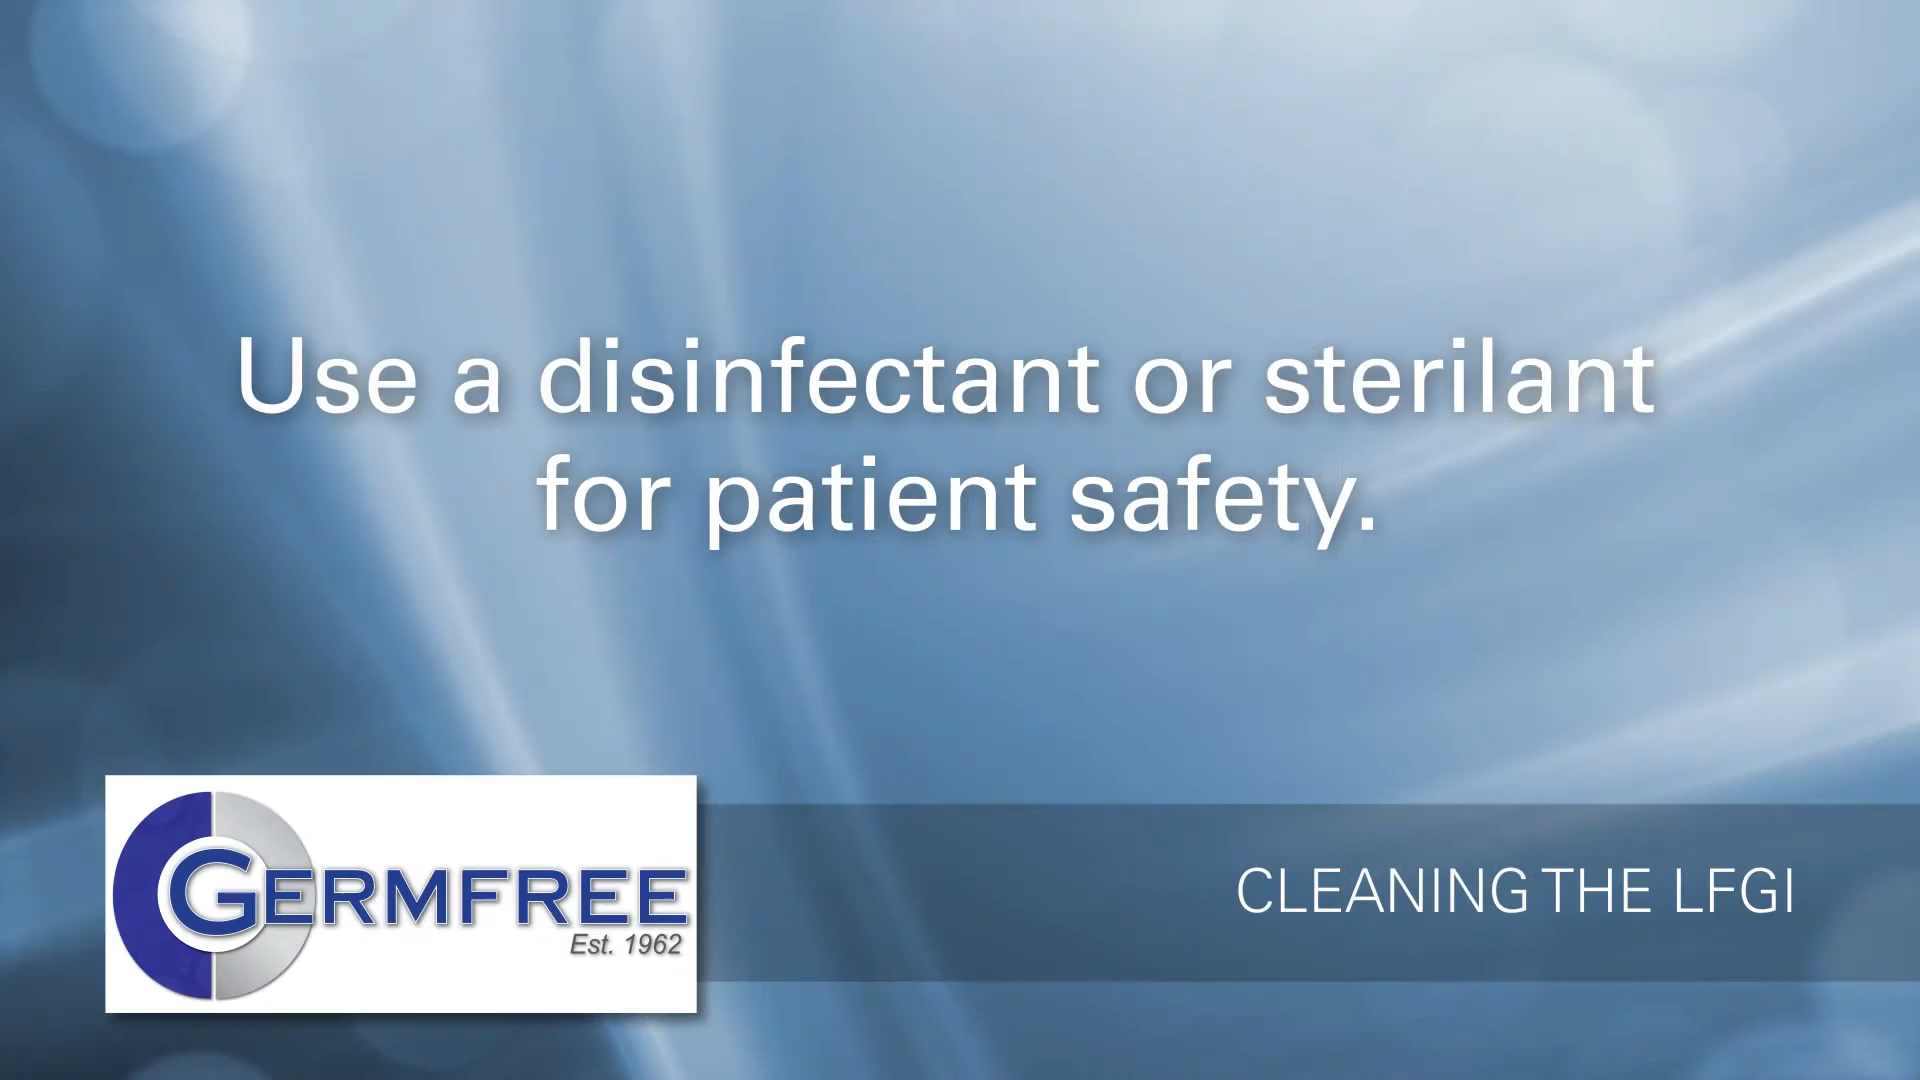 Use a disinfectant or sterilant
for patient safety.
GERMFREE
Est. 1962
CLEANING THE LFGI